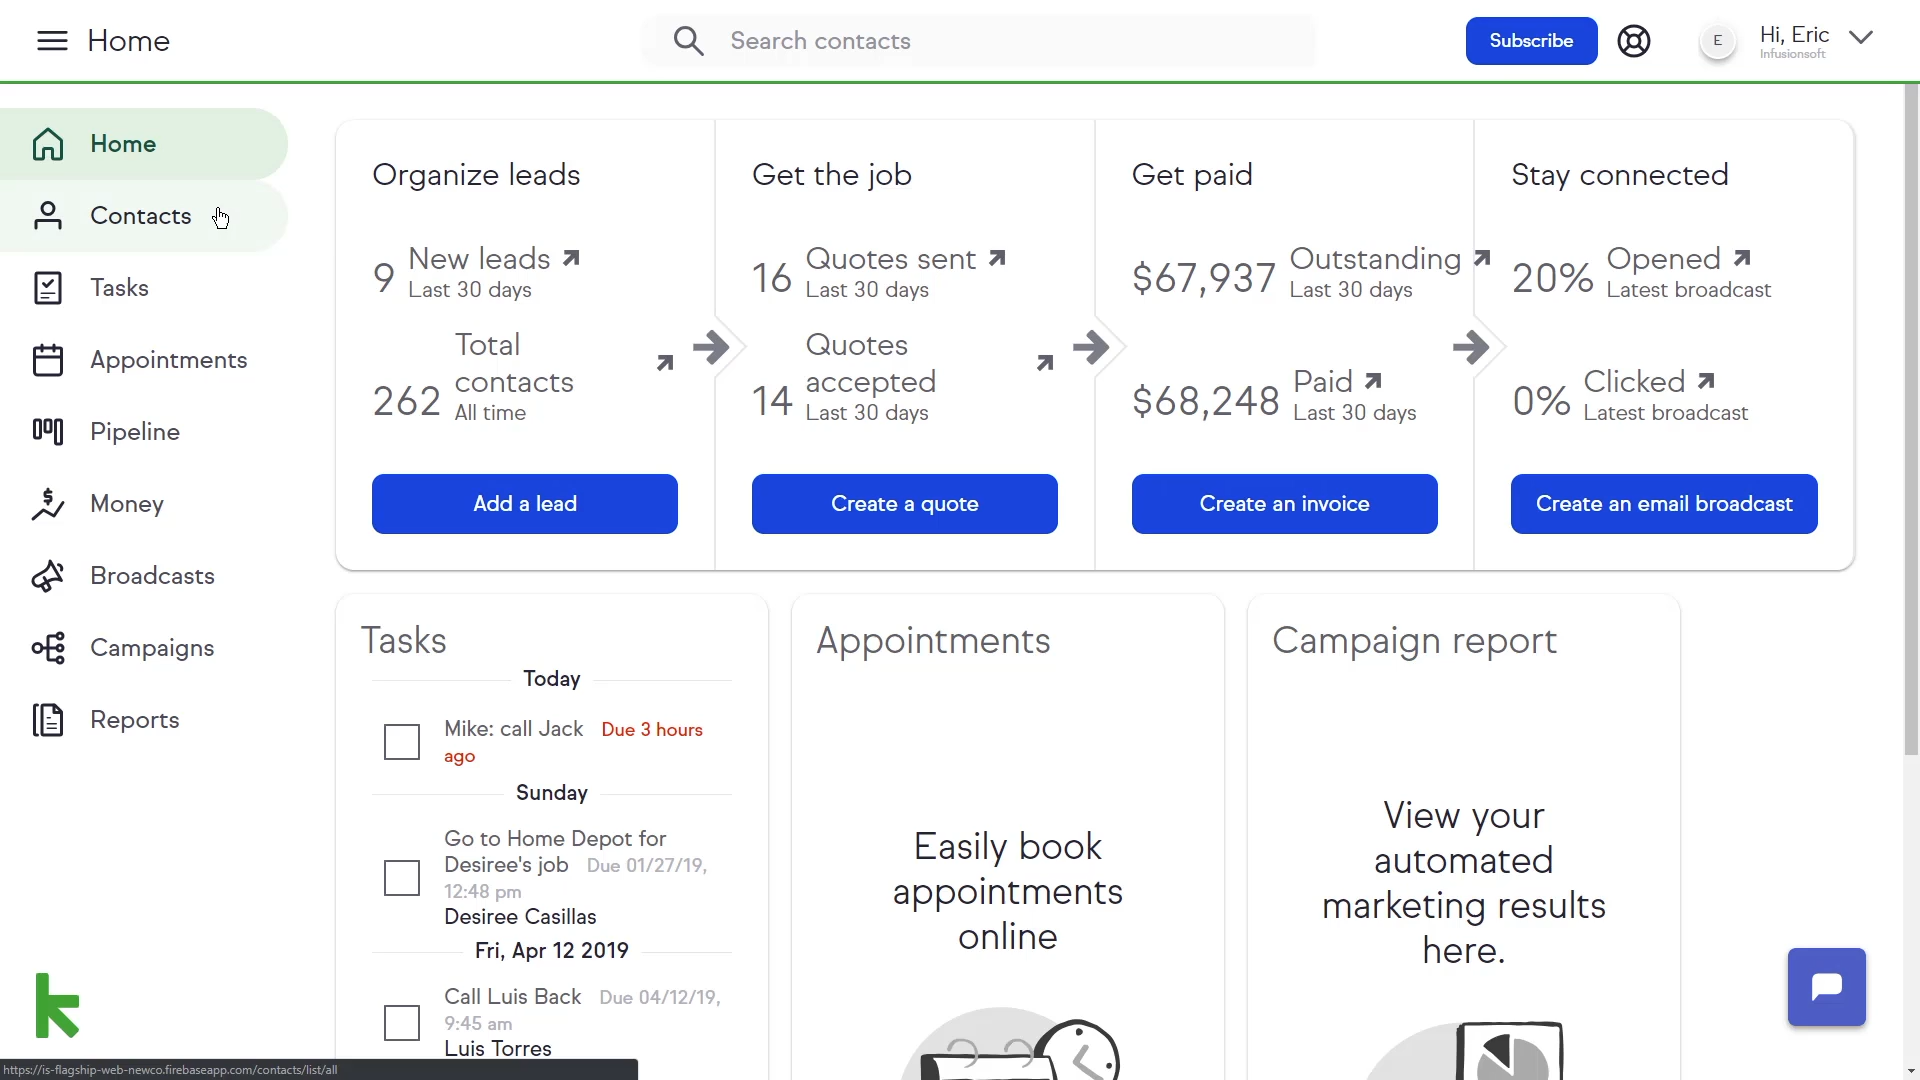 Home
Search contacts
Subscribe
E
Hi, Eric
Infusionsoft
Home
Contacts
Tasks
Appointments
Pipeline
Money
Broadcasts
Campaigns
Reports
Organize leads
9 New leads
Last 30 days
Total
contacts
262
All time
Add a lead
Get the job
16 Quotes sent
Last 30 days
Quotes
accepted
14
Last 30 days
Create a quote
Get paid
$67,937 Outstanding
Last 30 days
$68,248 Paid
Last 30 days
Create an invoice
Stay connected
20% Opened
Latest broadcast
0% Clicked
Latest broadcast
Create an email broadcast
Tasks
Today
Mike: call Jack Due 3 hours
ago
Sunday
Go to Home Depot for
Desiree's job Due 01/27/19,
12:48 pm
Desiree Casillas
Fri, Apr 12 2019
Call Luis Back Due 04/12/19,
9:45 am
Luis Torres
Appointments
Easily book
appointments
online
Campaign report
View your
automated
marketing results
here.
https://is-flagship-web-newco.firebaseapp.com/contacts/list/all